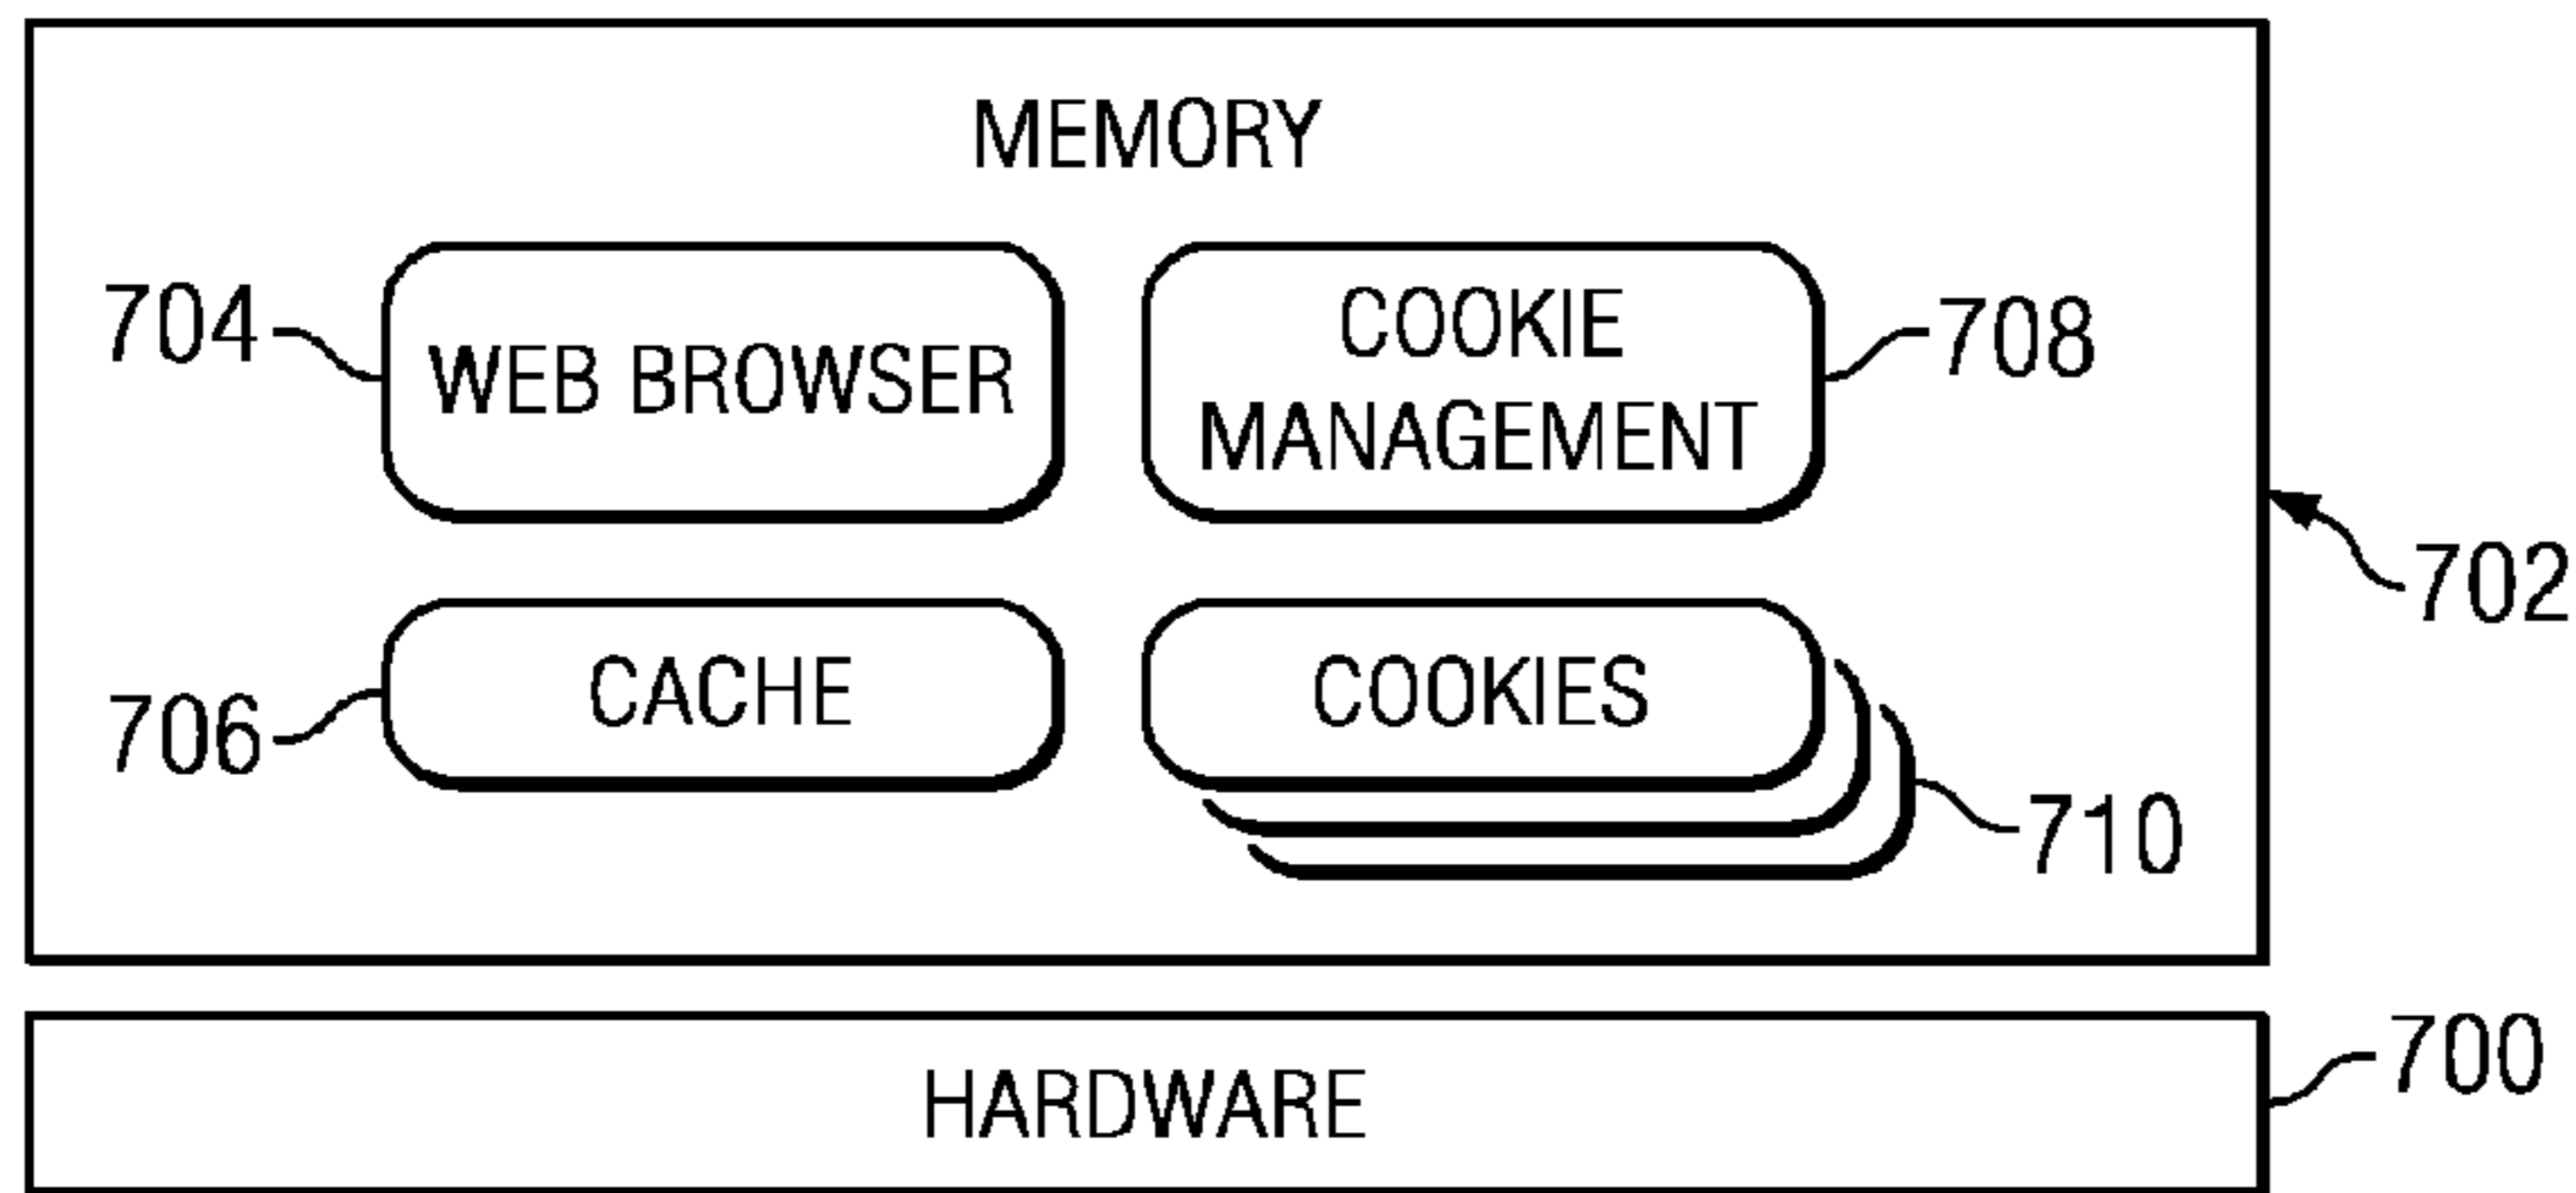 MEMORY
704
WEB BROWSER
COOKIE
MANAGEMENT
708
702
706
CACHE
COOKIES
710
HARDWARE
700